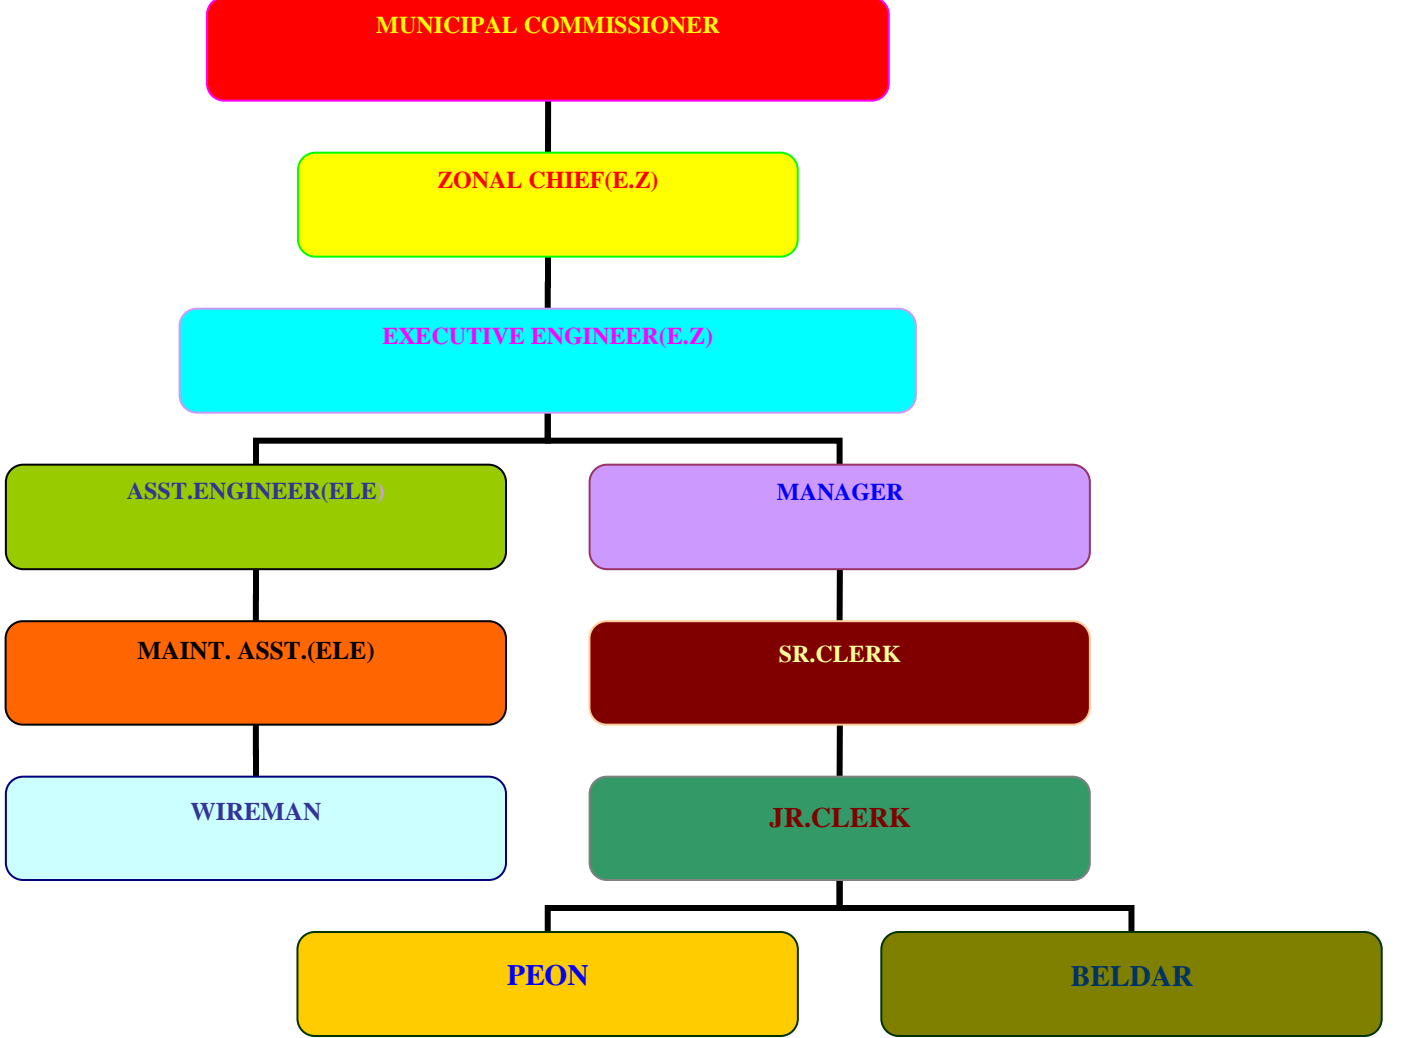 MUNICIPAL COMMISSIONER
ZONAL CHIEF(E.Z)
EXECUTIVE ENGINEER(E.Z)
ASST.ENGINEER(ELE)
MANAGER
MAINT. ASST.(ELE)
SR.CLERK
WIREMAN
JR.CLERK
PEON
BELDAR